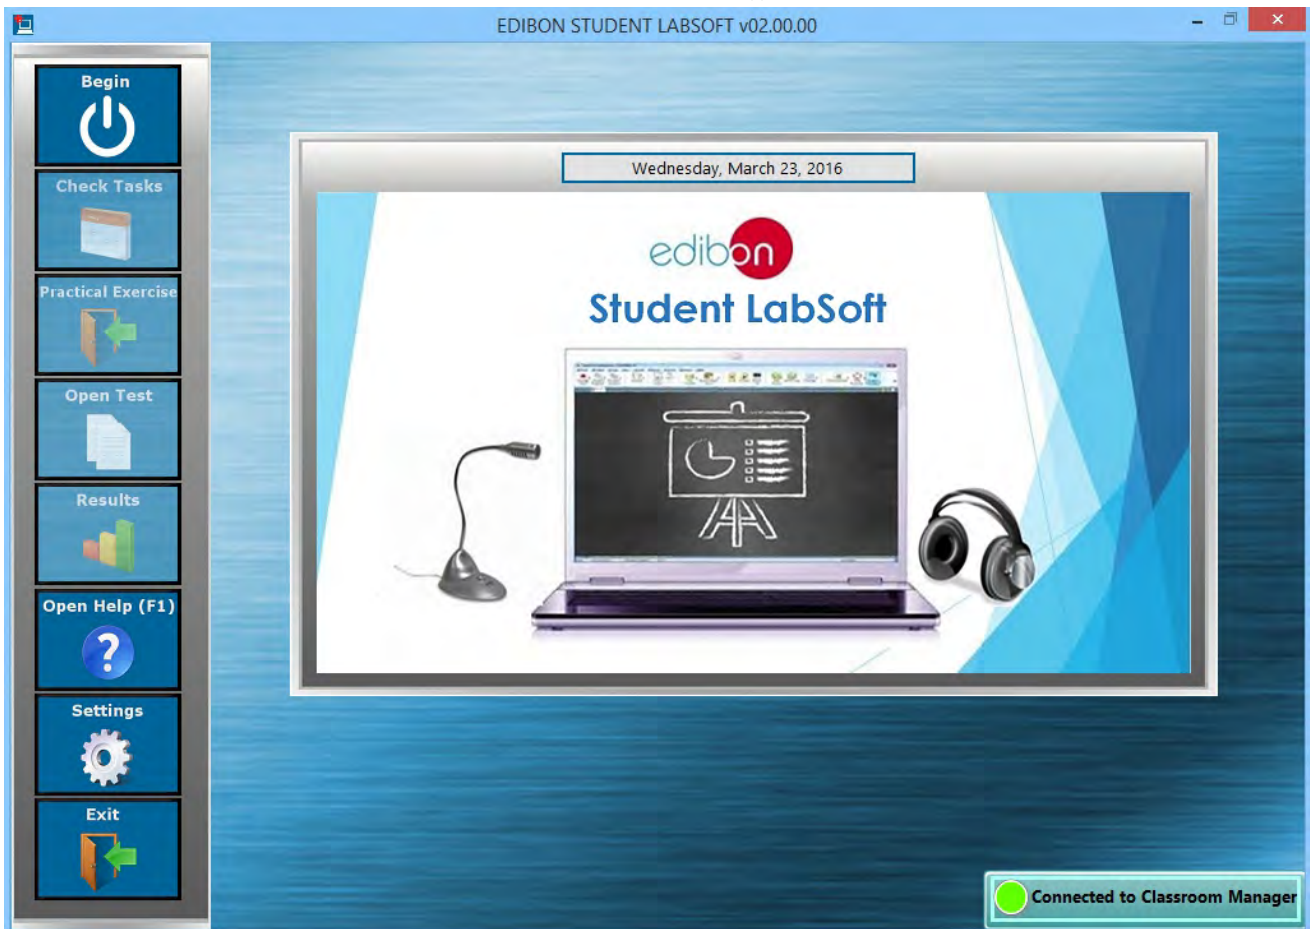 EDIBON STUDENT LABSOFT v02.00.00
Begin
Check Tasks
Practical Exercise
Open Test
Results
Open Help (F1)
?
Settings
Exit
Wednesday, March 23, 2016
edibon
Student LabSoft
Connected to Classroom Manager